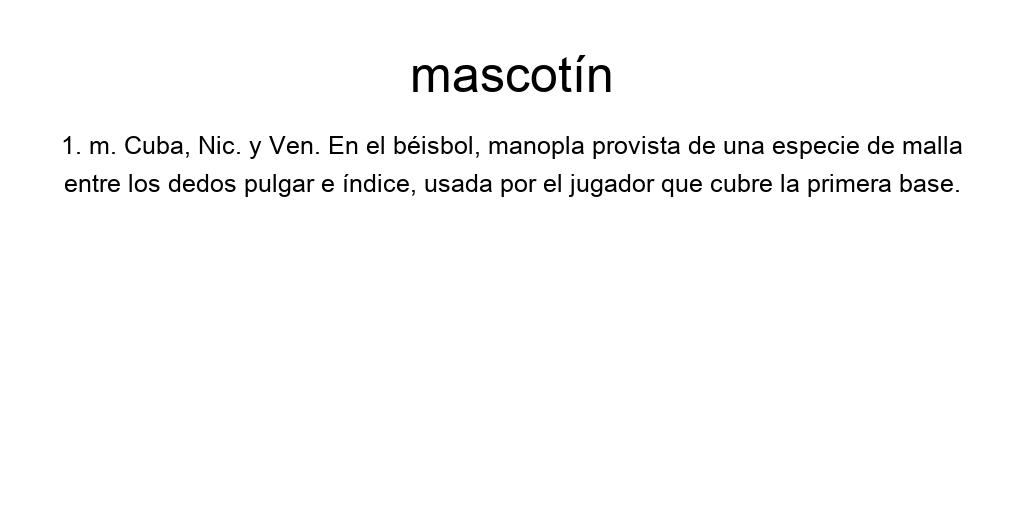 mascotín
1. m. Cuba, Nic. y Ven. En el béisbol, manopla provista de una especie de malla
entre los dedos pulgar e índice, usada por el jugador que cubre la primera base.